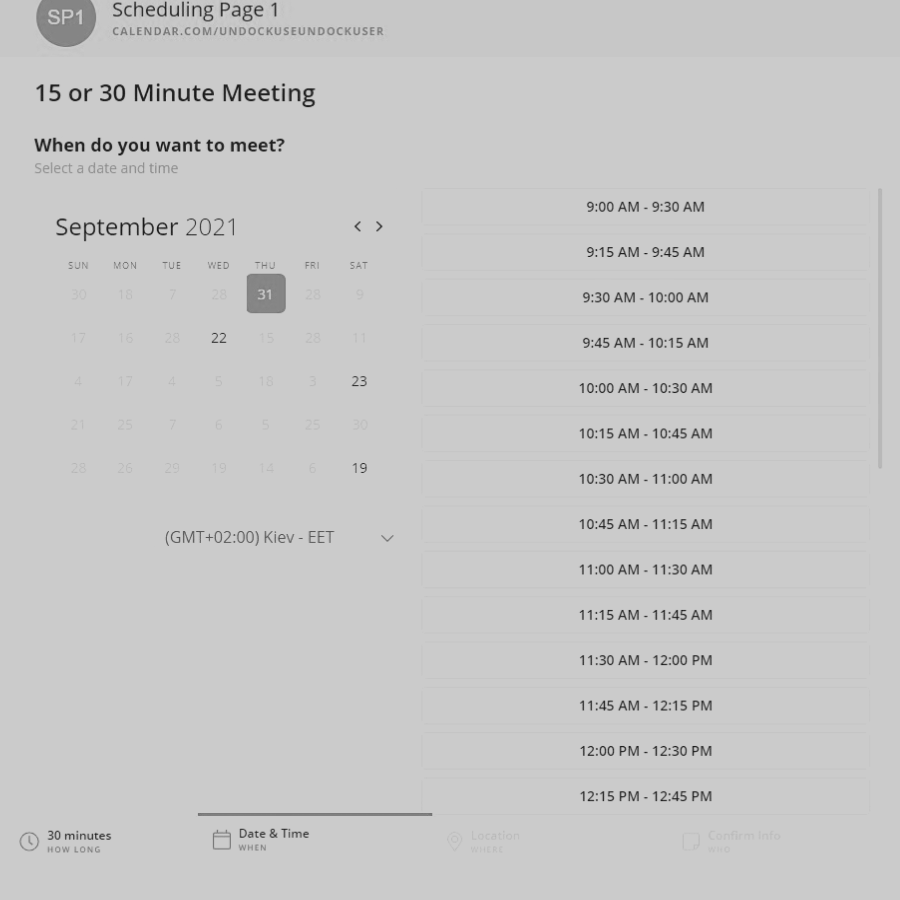 SP1
Scheduling Page 1
CALENDAR.COM/UNDOCKUSEUNDOCKUSER
15 or 30 Minute Meeting
When do you want to meet?
Select a date and time
September 2021
SUN MON TUE WED THU FRI SAT
30 18 7 28 31 28 9
17 16 28 22 15 28 11
4 17 4 5 18 3 23
21 25 7 6 5 25 30
28 26 29 19 14 6 19
(GMT+02:00) Kiev - EET
9:00 AM - 9:30 AM
9:15 AM - 9:45 AM
9:30 AM - 10:00 AM
9:45 AM - 10:15 AM
10:00 AM - 10:30 AM
10:15 AM - 10:45 AM
10:30 AM - 11:00 AM
10:45 AM - 11:15 AM
11:00 AM - 11:30 AM
11:15 AM - 11:45 AM
11:30 AM - 12:00 PM
11:45 AM - 12:15 PM
12:00 PM - 12:30 PM
12:15 PM - 12:45 PM
30 minutes
HOW LONG
Date & Time
WHEN
Location
WHERE
Confirm Info
WHO